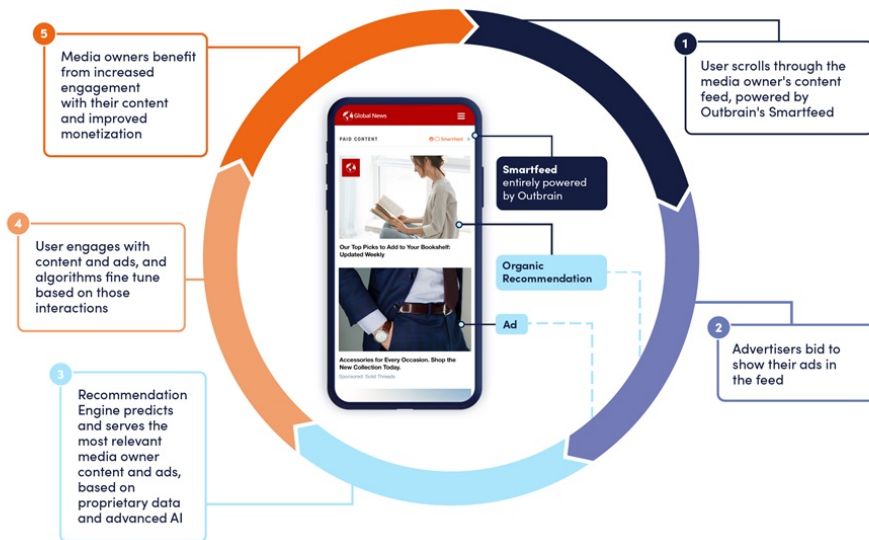 5
Media owners benefit
from increased
engagement
with their content
and improved
monetization
1
User scrolls through the
media owner's content
feed, powered by
Outbrain's Smartfeed
Global News
PAID CONTENT
Smartfeed
Smartfeed
entirely powered
by Outbrain
Our Top Picks to Add to Your Bookshelf:
Updated Weekly
Organic
Recommendation
Ad
Accessories for Every Occasion. Shop the
New Collection Today.
Sponsored: Gold Threads
4
User engages with
content and ads, and
algorithms fine tune
based on those
interactions
2
Advertisers bid to
show their ads in
the feed
3
Recommendation
Engine predicts
and serves the
most relevant
media owner
content and ads,
based on
proprietary data
and advanced AI